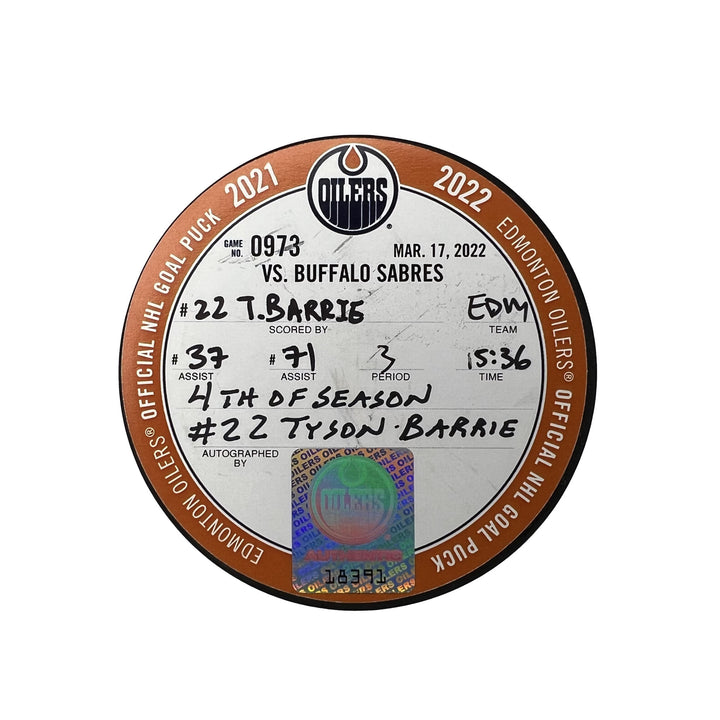 2021
2022
OILERS
EDMONTON OILERS® OFFICIAL NHL GOAL PUCK
EDMONTON OILERS® OFFICIAL NHL GOAL PUCK
GAME NO. 0973
MAR. 17, 2022
VS. BUFFALO SABRES
#22 T. BARRIE EDM
SCORED BY TEAM
#37 #71 3 15:36
ASSIST ASSIST PERIOD TIME
4TH OF SEASON
#22 TYSON BARRIE
AUTOGRAPHED BY
OILERS
18391